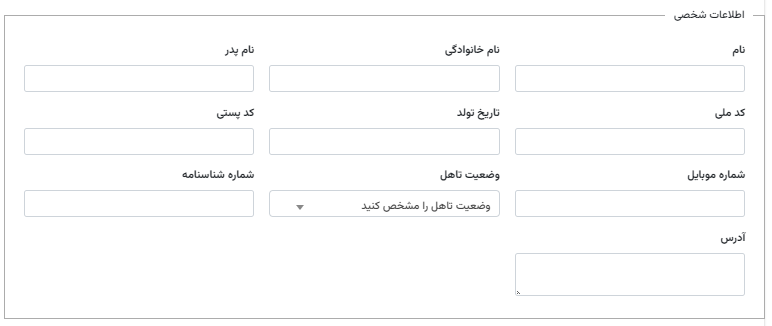 اطلاعات شخصی
نام
نام خانوادگی
نام پدر
کد ملی
تاریخ تولد
کد پستی
شماره موبایل
وضعیت تاهل
شماره شناسنامه
وضعیت تاهل را مشخص کنید
آدرس